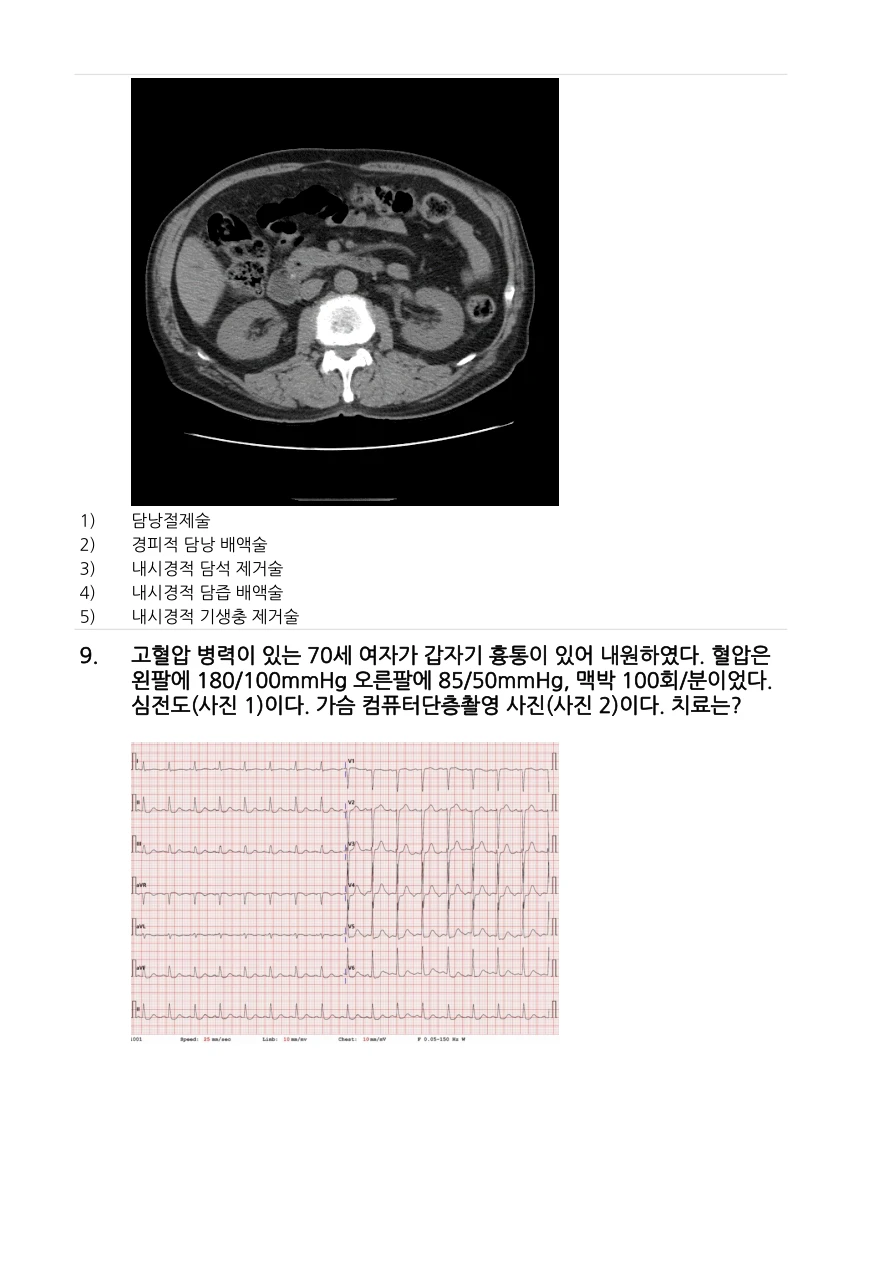 1) 담낭절제술
2) 경피적 담낭 배액술
3) 내시경적 담석 제거술
4) 내시경적 담즙 배액술
5) 내시경적 기생충 제거술
9. 고혈압 병력이 있는 70세 여자가 갑자기 흉통이 있어 내원하였다. 혈압은
왼팔에 180/100mmHg 오른팔에 85/50mmHg, 맥박 100회/분이었다.
심전도(사진 1)이다. 가슴 컴퓨터단층촬영 사진(사진 2)이다. 치료는?
I V1
II V2
III V3
aVR V4
aVL V5
aVF V6
II
:001 Speed: 25 mm/sec Limb: 10 mm/mv Chest: 10 mm/mV F 0.05-150 Hz W